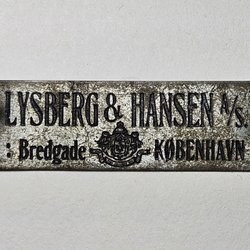 LYSBERG & HANSEN A/S.
: Bredgade KØBENHAVN